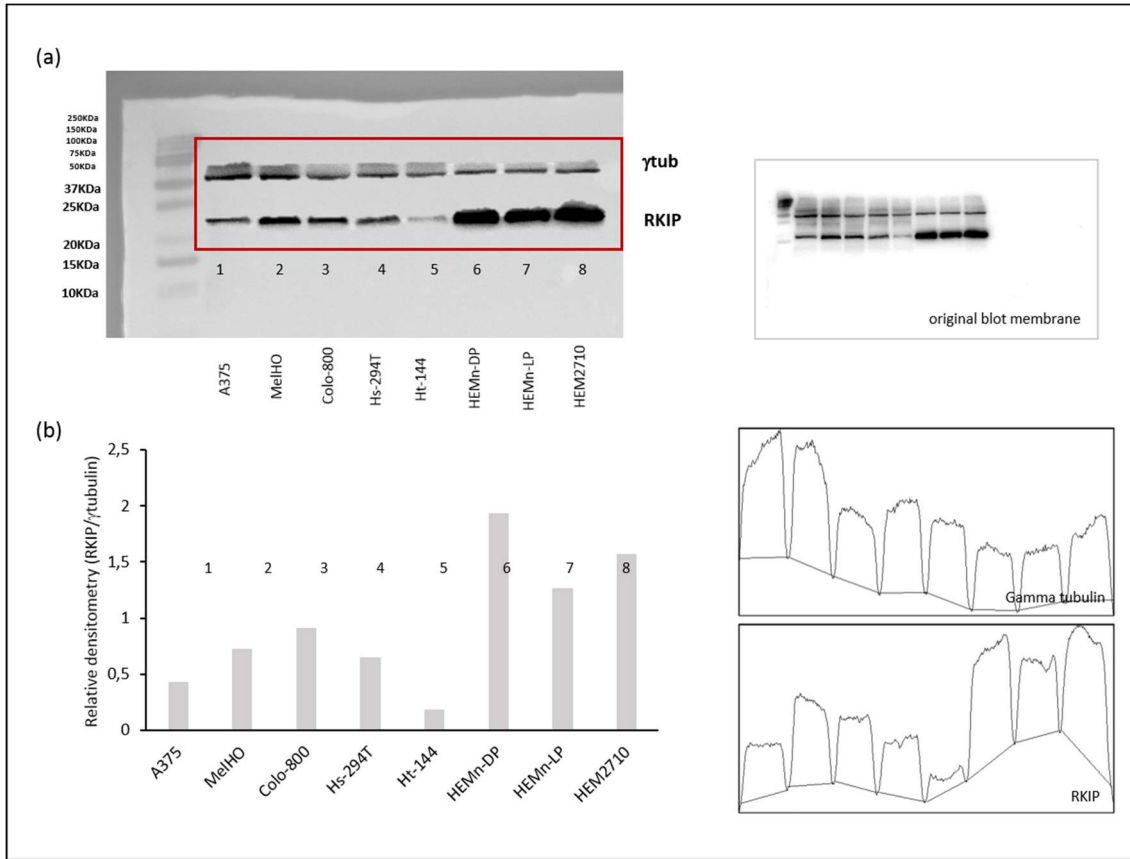 (a)
250KDa
150KDa
100KDa
75KDa
50KDa
37KDa
25KDa
20KDa
15KDa
10KDa
γtub
RKIP
1 2 3 4 5 6 7 8
A375
MelHO
Colo-800
Hs-294T
Ht-144
HEMn-DP
HEMn-LP
HEM2710
original blot membrane
(b)
Relative densitometry (RKIP/γtubulin)
2,5
2
1,5
1
0,5
0
1 2 3 4 5 6 7 8
A375
MelHO
Colo-800
Hs-294T
Ht-144
HEMn-DP
HEMn-LP
HEM2710
Gamma tubulin
RKIP